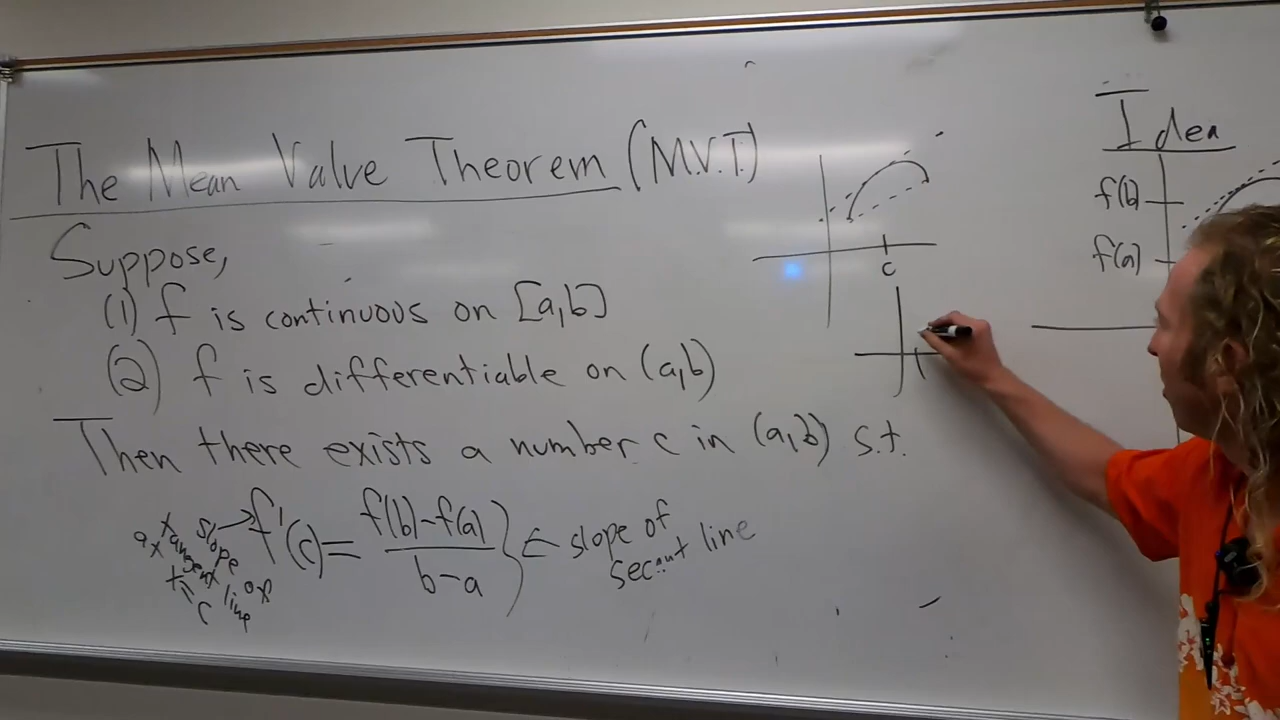 The Mean Value Theorem (M.V.T.)
Suppose,
(1) f is continuous on [a,b]
(2) f is differentiable on (a,b)
Then there exists a number c in (a,b) s.t.
f'(c) = f(b)-f(a) / b-a } ← slope of secant line
slope → of tangent line at x=c
c
Idea
f(b)
f(a)